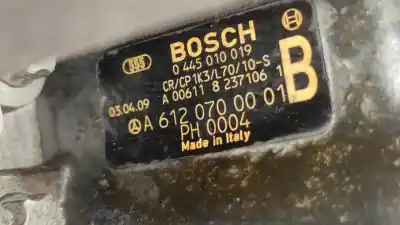 555 BOSCH
0 445 010 019
CR/CP1K3/L70/10-S
A 00611 8 237106 1
B
03.04.09
A 612 070 00 01
PH 0004
Made in Italy